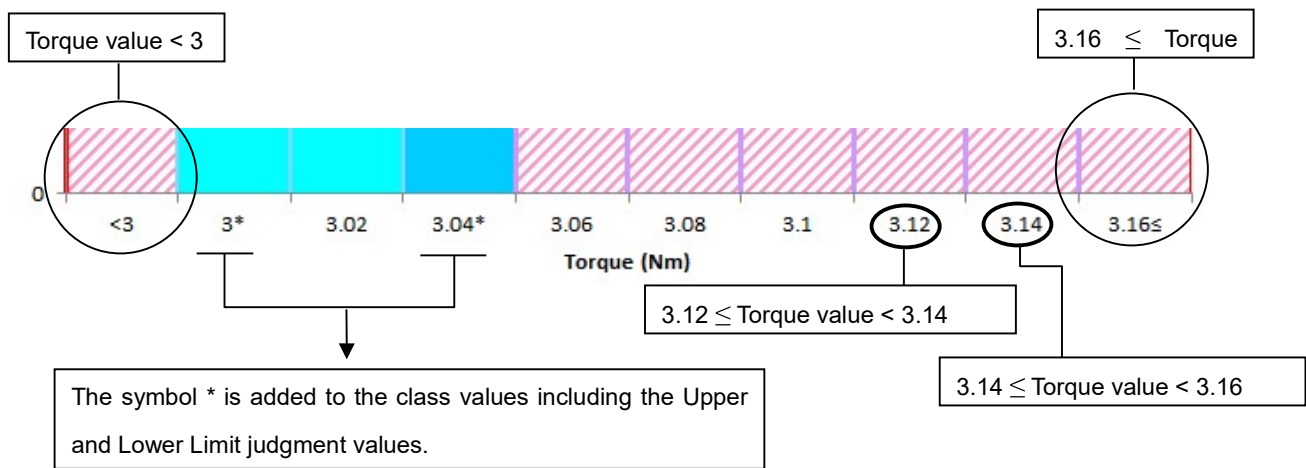 Torque value < 3
3.16 ≤ Torque
0
<3 3* 3.02 3.04* 3.06 3.08 3.1 3.12 3.14 3.16≤
Torque (Nm)
3.12 ≤ Torque value < 3.14
3.14 ≤ Torque value < 3.16
The symbol * is added to the class values including the Upper
and Lower Limit judgment values.